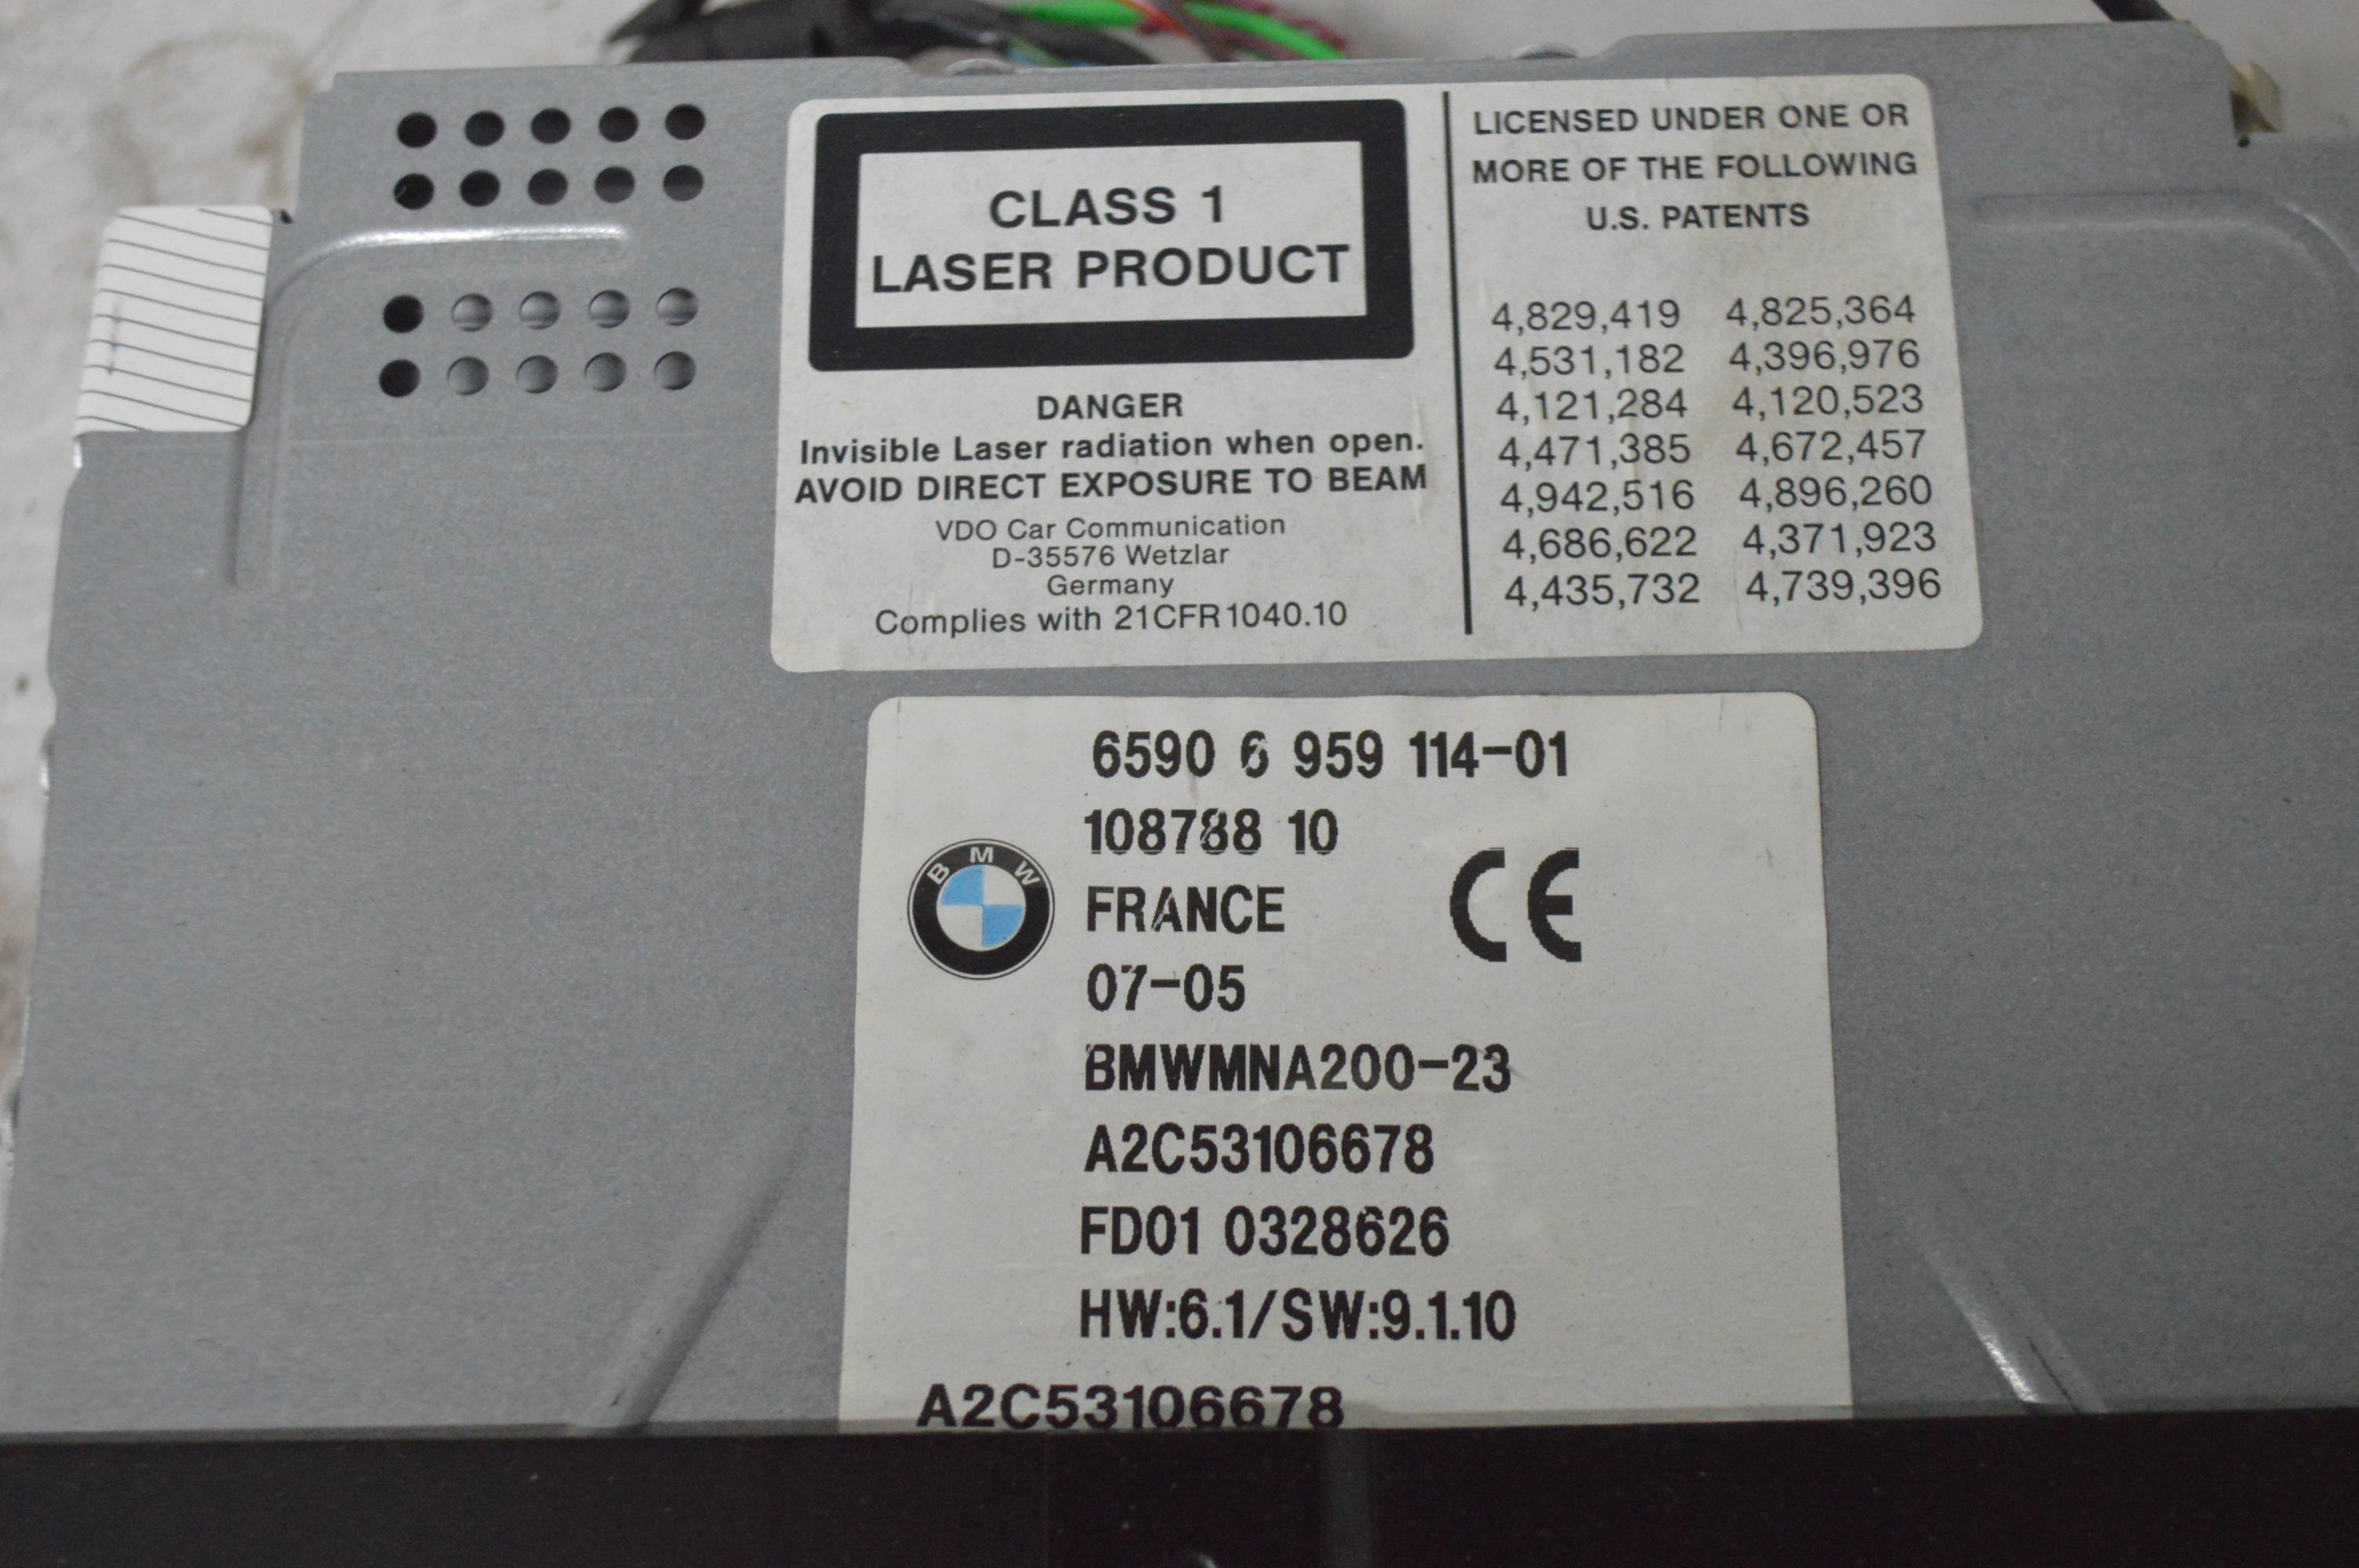 CLASS 1
LASER PRODUCT
DANGER
Invisible Laser radiation when open.
AVOID DIRECT EXPOSURE TO BEAM
VDO Car Communication
D-35576 Wetzlar
Germany
Complies with 21CFR1040.10
LICENSED UNDER ONE OR
MORE OF THE FOLLOWING
U.S. PATENTS
4,829,419 4,825,364
4,531,182 4,396,976
4,121,284 4,120,523
4,471,385 4,672,457
4,942,516 4,896,260
4,686,622 4,371,923
4,435,732 4,739,396
6590 6 959 114-01
108788 10
BMW
FRANCE
CE
07-05
BMWMNA200-23
A2C53106678
FD01 0328626
HW:6.1/SW:9.1.10
A2C53106678